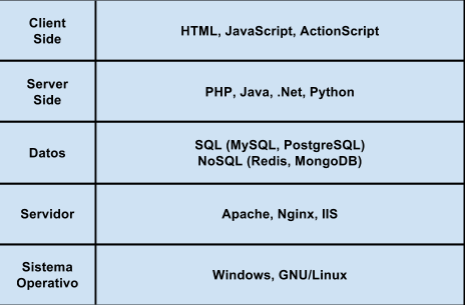 Client
Side
HTML, JavaScript, ActionScript
Server
Side
PHP, Java, .Net, Python
Datos
SQL (MySQL, PostgreSQL)
NoSQL (Redis, MongoDB)
Servidor
Apache, Nginx, IIS
Sistema
Operativo
Windows, GNU/Linux